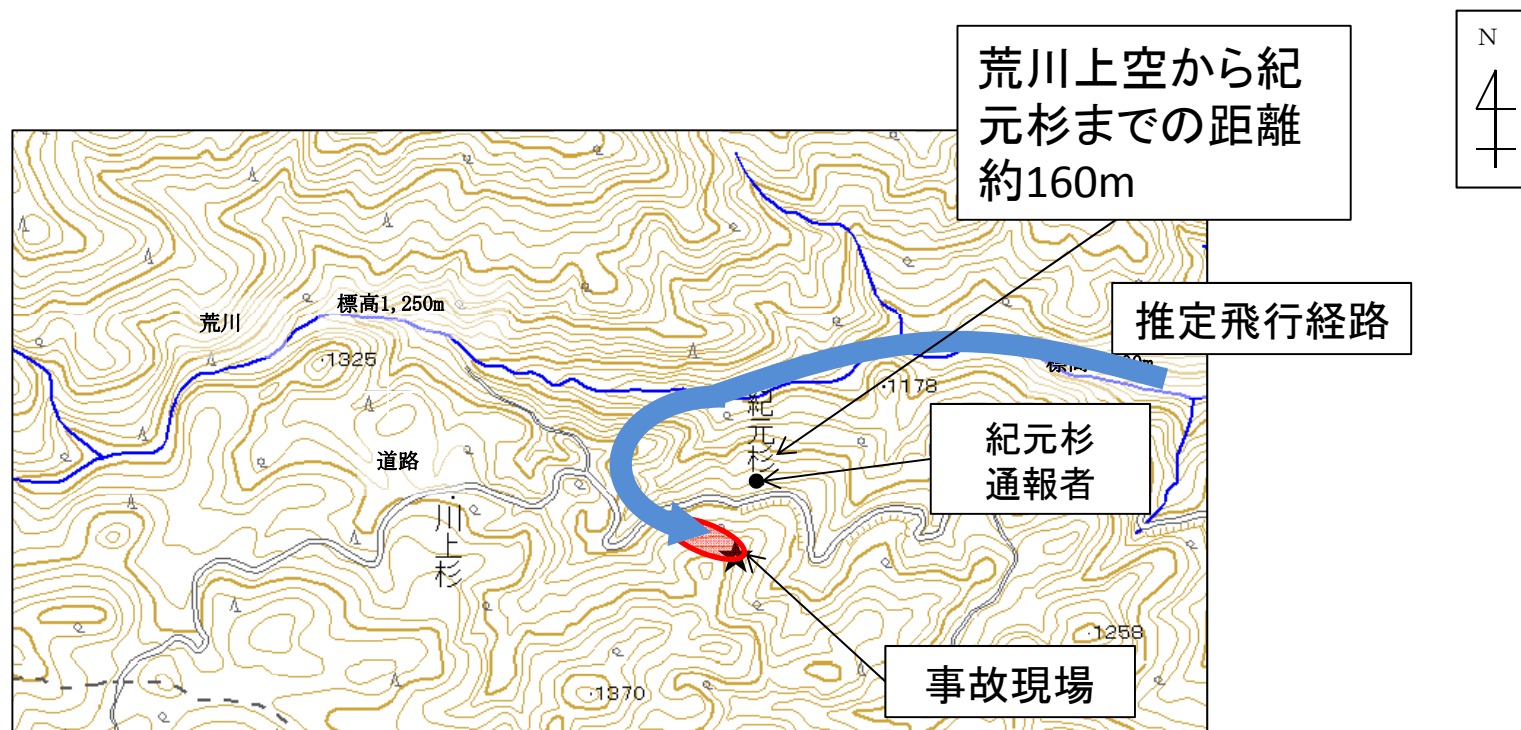 N
荒川上空から紀
元杉までの距離
約160m
標高1,250m
荒川
推定飛行経路
・1325
・1178
紀元杉
紀元杉
通報者
道路
・川上杉
・1258
事故現場
・1370